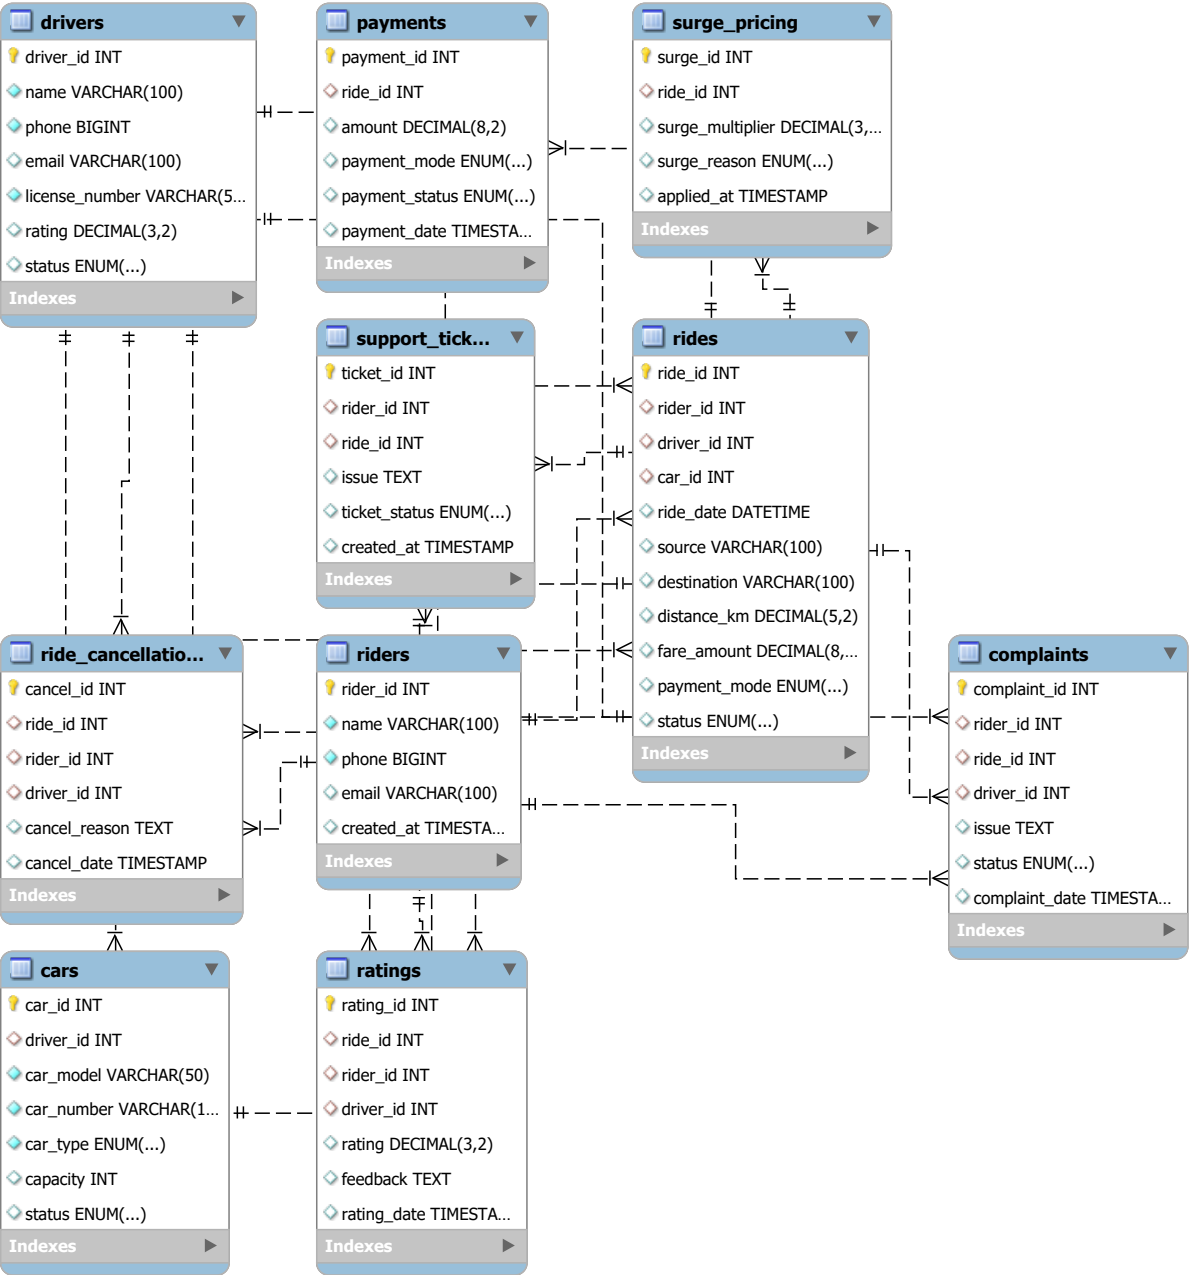 drivers
driver_id INT
name VARCHAR(100)
phone BIGINT
email VARCHAR(100)
license_number VARCHAR(5...
rating DECIMAL(3,2)
status ENUM(...)
Indexes
payments
payment_id INT
ride_id INT
amount DECIMAL(8,2)
payment_mode ENUM(...)
payment_status ENUM(...)
payment_date TIMESTA...
Indexes
surge_pricing
surge_id INT
ride_id INT
surge_multiplier DECIMAL(3,...
surge_reason ENUM(...)
applied_at TIMESTAMP
Indexes
support_tick...
ticket_id INT
rider_id INT
ride_id INT
issue TEXT
ticket_status ENUM(...)
created_at TIMESTAMP
Indexes
rides
ride_id INT
rider_id INT
driver_id INT
car_id INT
ride_date DATETIME
source VARCHAR(100)
destination VARCHAR(100)
distance_km DECIMAL(5,2)
fare_amount DECIMAL(8,...
payment_mode ENUM(...)
status ENUM(...)
Indexes
ride_cancellatio...
cancel_id INT
ride_id INT
rider_id INT
driver_id INT
cancel_reason TEXT
cancel_date TIMESTAMP
Indexes
riders
rider_id INT
name VARCHAR(100)
phone BIGINT
email VARCHAR(100)
created_at TIMESTA...
Indexes
complaints
complaint_id INT
rider_id INT
ride_id INT
driver_id INT
issue TEXT
status ENUM(...)
complaint_date TIMESTA...
Indexes
cars
car_id INT
driver_id INT
car_model VARCHAR(50)
car_number VARCHAR(1...
car_type ENUM(...)
capacity INT
status ENUM(...)
Indexes
ratings
rating_id INT
ride_id INT
rider_id INT
driver_id INT
rating DECIMAL(3,2)
feedback TEXT
rating_date TIMESTA...
Indexes